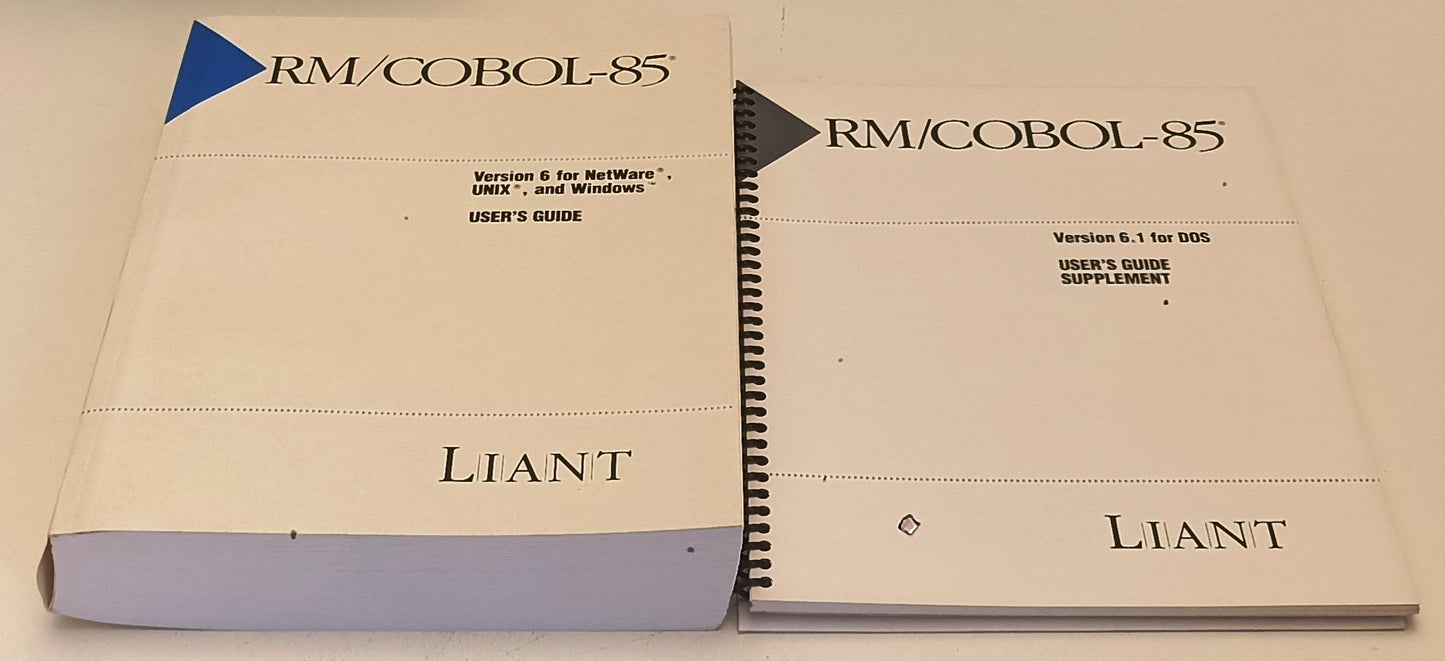 RM/COBOL-85®
Version 6 for NetWare®,
UNIX®, and Windows™
USER'S GUIDE
LIANT
RM/COBOL-85®
Version 6.1 for DOS
USER'S GUIDE
SUPPLEMENT
LIANT